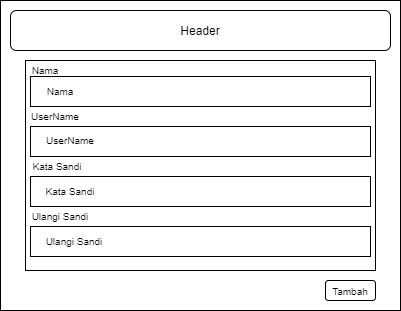 Header
Nama
Nama
UserName
UserName
Kata Sandi
Kata Sandi
Ulangi Sandi
Ulangi Sandi
Tambah